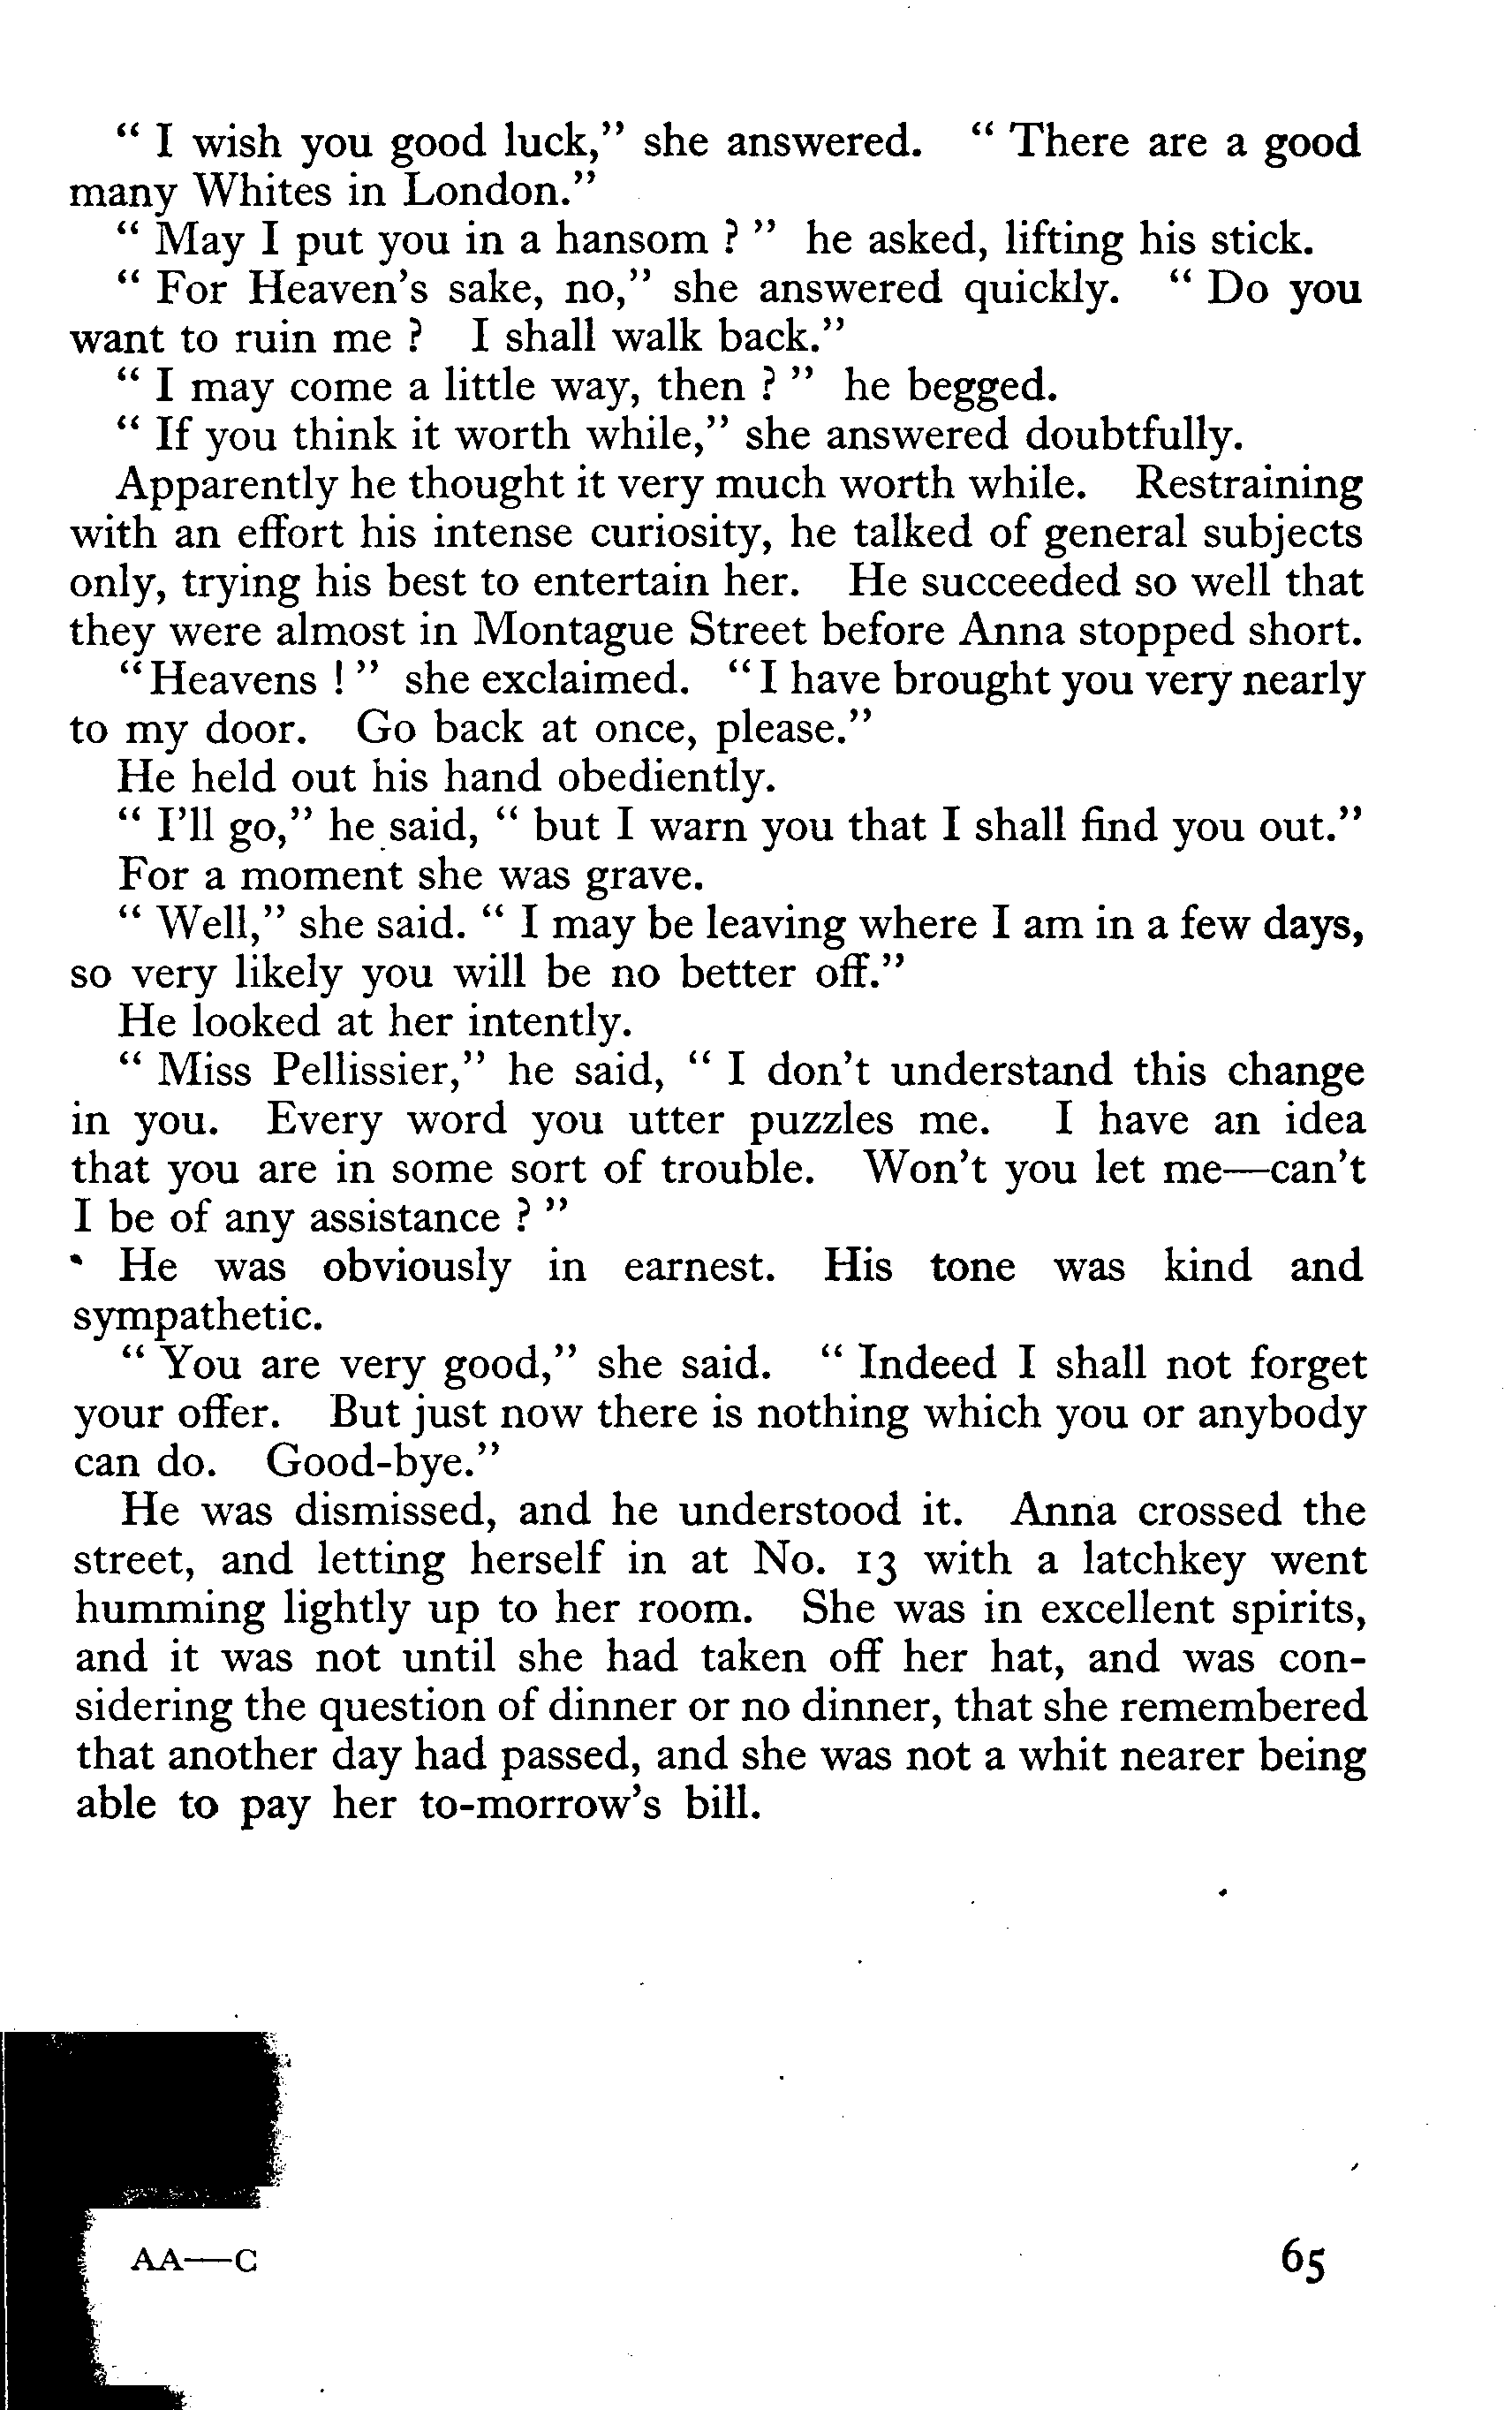 “ I wish you good luck,” she answered. “ There are a good
many Whites in London.”
“ May I put you in a hansom ? ” he asked, lifting his stick.
“ For Heaven's sake, no,” she answered quickly. “ Do you
want to ruin me ? I shall walk back.”
“ I may come a little way, then ? ” he begged.
“ If you think it worth while,” she answered doubtfully.
Apparently he thought it very much worth while. Restraining
with an effort his intense curiosity, he talked of general subjects
only, trying his best to entertain her. He succeeded so well that
they were almost in Montague Street before Anna stopped short.
“ Heavens ! ” she exclaimed. “ I have brought you very nearly
to my door. Go back at once, please.”
He held out his hand obediently.
“ I'll go,” he said, “ but I warn you that I shall find you out.”
For a moment she was grave.
“ Well,” she said. “ I may be leaving where I am in a few days,
so very likely you will be no better off.”
He looked at her intently.
“ Miss Pellissier,” he said, “ I don't understand this change
in you. Every word you utter puzzles me. I have an idea
that you are in some sort of trouble. Won't you let me—can't
I be of any assistance ? ”
He was obviously in earnest. His tone was kind and
sympathetic.
“ You are very good,” she said. “ Indeed I shall not forget
your offer. But just now there is nothing which you or anybody
can do. Good-bye.”
He was dismissed, and he understood it. Anna crossed the
street, and letting herself in at No. 13 with a latchkey went
humming lightly up to her room. She was in excellent spirits,
and it was not until she had taken off her hat, and was con-
sidering the question of dinner or no dinner, that she remembered
that another day had passed, and she was not a whit nearer being
able to pay her to-morrow's bill.
AA—C 65